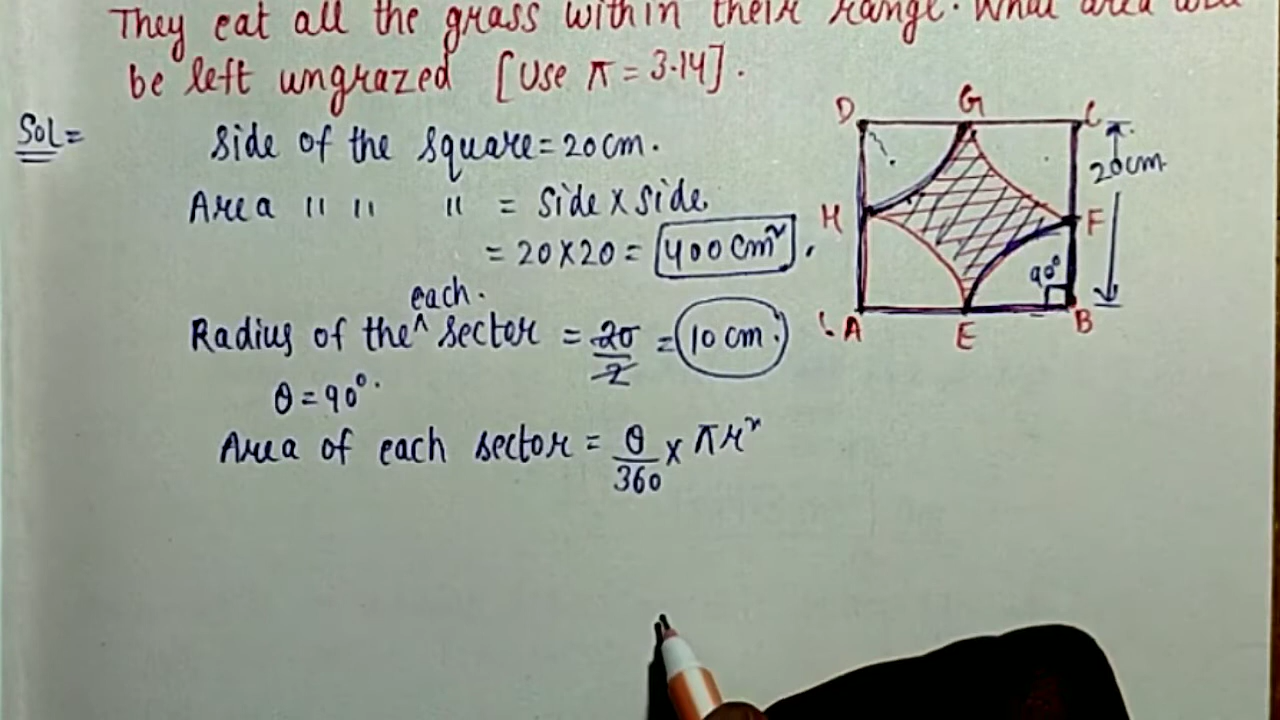 They eat all the grass within their range. What area will
be left ungrazed [Use π = 3.14].
Sol= Side of the square = 20cm.
Area " " " = side × side
= 20×20 = 400 cm²
each.
Radius of the ^ sector = 20/2 = 10 cm.
θ = 90°.
Area of each sector = θ/360 × πr²
D G C
20cm
H F
90°
A E B